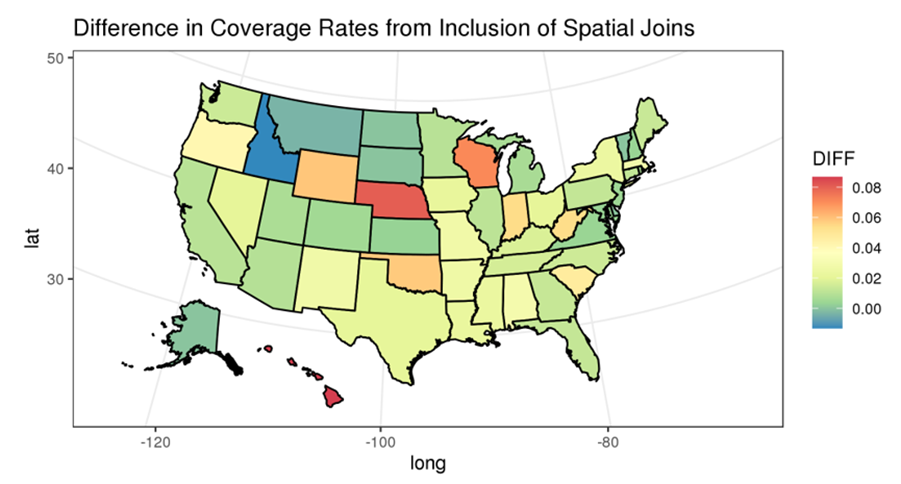 Difference in Coverage Rates from Inclusion of Spatial Joins
50
40
30
lat
-120
-100
-80
long
DIFF
0.08
0.06
0.04
0.02
0.00